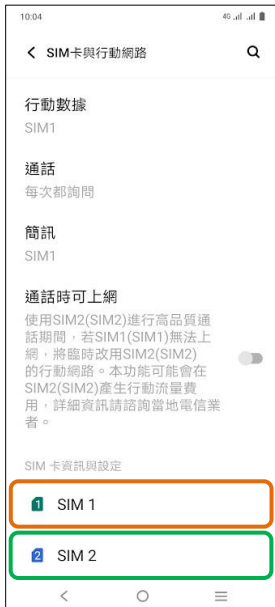 10:04
4G
SIM卡與行動網路
行動數據
SIM1
通話
每次都詢問
簡訊
SIM1
通話時可上網
使用SIM2(SIM2)進行高品質通
話期間，若SIM1(SIM1)無法上
網，將臨時改用SIM2(SIM2)
的行動網路。本功能可能會在
SIM2(SIM2)產生行動流量費
用，詳細資訊請諮詢當地電信業
者。
SIM 卡資訊與設定
1 SIM 1
2 SIM 2